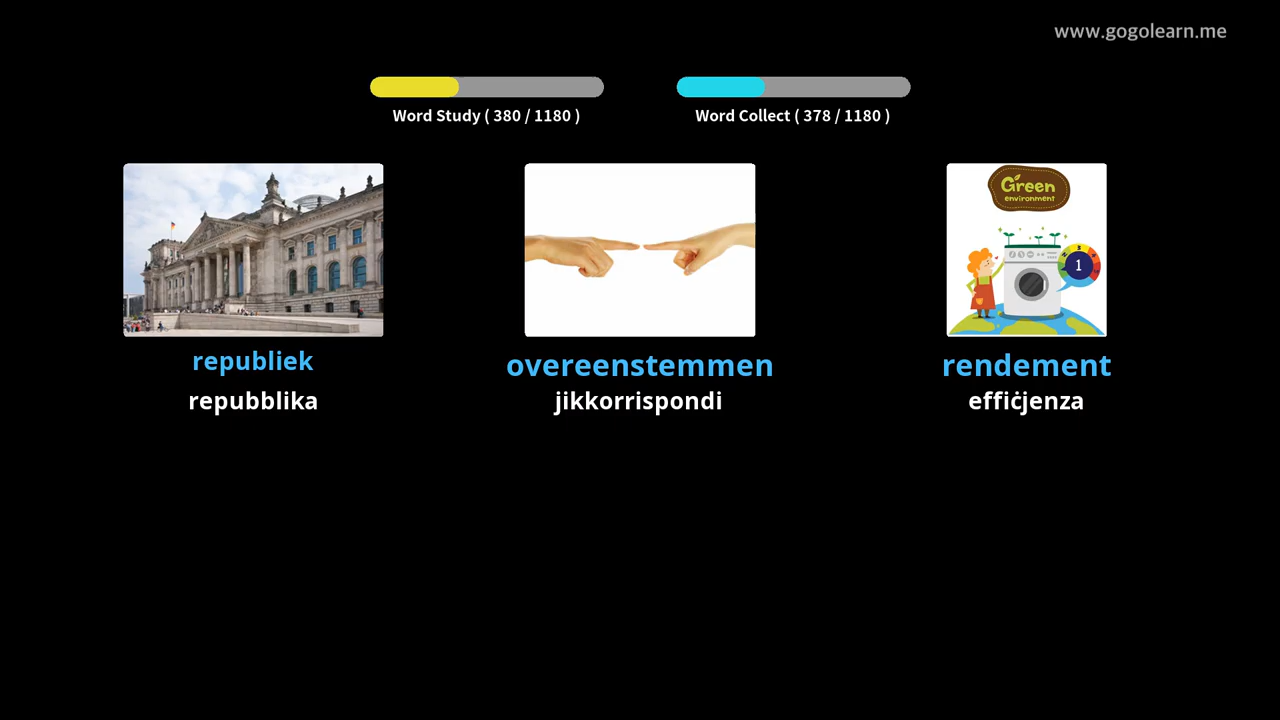 www.gogolearn.me
Word Study ( 380 / 1180 )
Word Collect ( 378 / 1180 )
Green
environment
1
republiek
repubblika
overeenstemmen
jikkorrispondi
rendement
effiċjenza